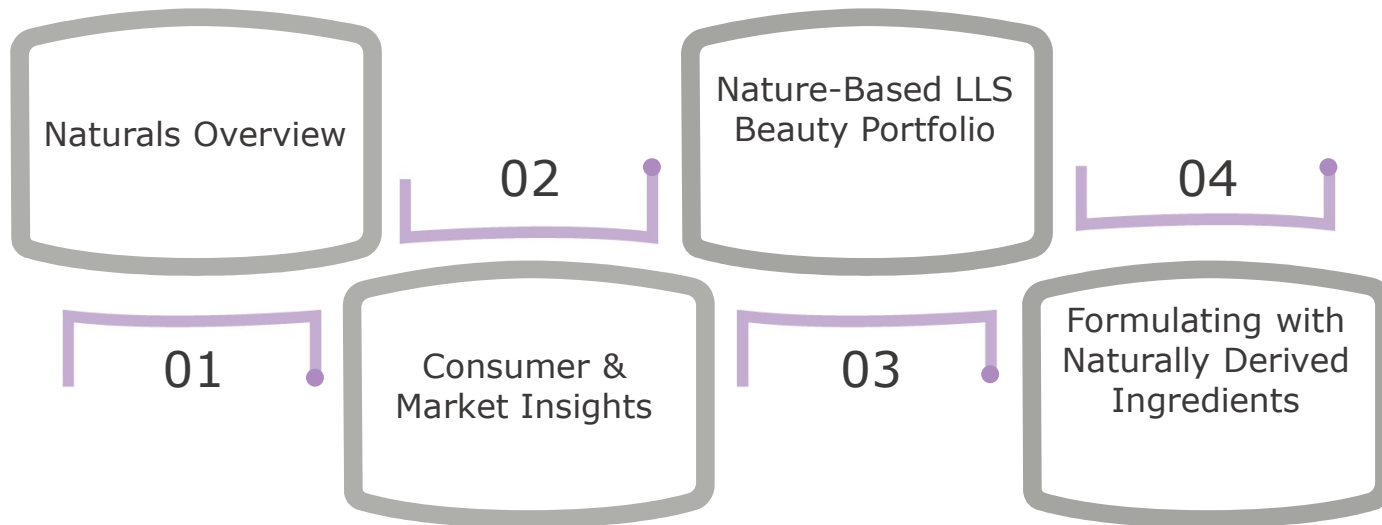 Naturals Overview
01
02
Consumer &
Market Insights
Nature-Based LLS
Beauty Portfolio
03
04
Formulating with
Naturally Derived
Ingredients